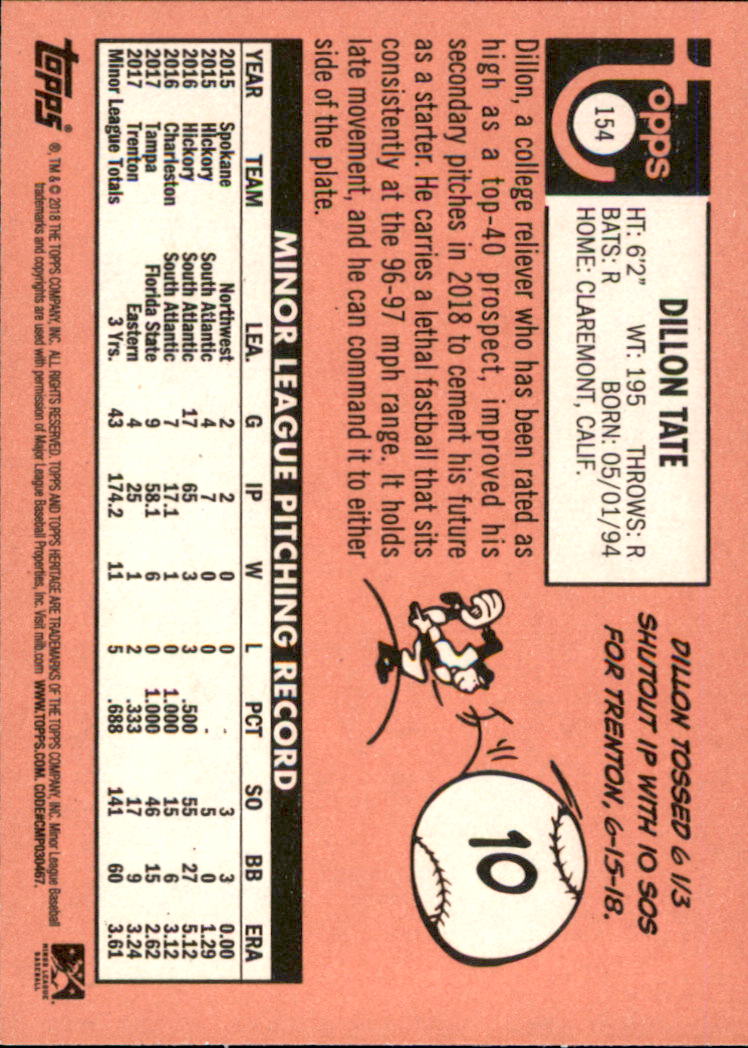 topps
154
DILLON TATE
HT: 6'2" WT: 195 THROWS: R
BATS: R BORN: 05/01/94
HOME: CLAREMONT, CALIF.
Dillon, a college reliever who has been rated as
high as a top-40 prospect, improved his
secondary pitches in 2018 to cement his future
as a starter. He carries a lethal fastball that sits
consistently at the 96-97 mph range. It holds
late movement, and he can command it to either
side of the plate.
DILLON TOSSED 6 1/3
SHUTOUT IP WITH 10 SOS
FOR TRENTON, 6-15-18.
10
MINOR LEAGUE PITCHING RECORD
YEAR TEAM LEA. G IP W L PCT SO BB ERA
2015 Spokane Northwest 2 2 0 0 - 3 3 0.00
2015 Hickory South Atlantic 4 7 0 0 - 5 0 1.29
2016 Hickory South Atlantic 17 65 3 3 .500 55 27 5.12
2016 Charleston South Atlantic 7 17.1 1 0 1.000 15 6 3.12
2017 Tampa Florida State 9 58.1 6 0 1.000 46 15 2.62
2017 Trenton Eastern 4 25 1 2 .333 17 9 3.24
Minor League Totals 3 Yrs. 43 174.2 11 5 .688 141 60 3.61
topps®
®, TM & © 2018 THE TOPPS COMPANY, INC. ALL RIGHTS RESERVED. TOPPS AND TOPPS HERITAGE ARE TRADEMARKS OF THE TOPPS COMPANY, INC. Minor League Baseball
trademarks and copyrights are used with permission of Major League Baseball Properties, Inc. Visit milb.com WWW.TOPPS.COM. CODE#CMP030467.
MINOR LEAGUE
BASEBALL